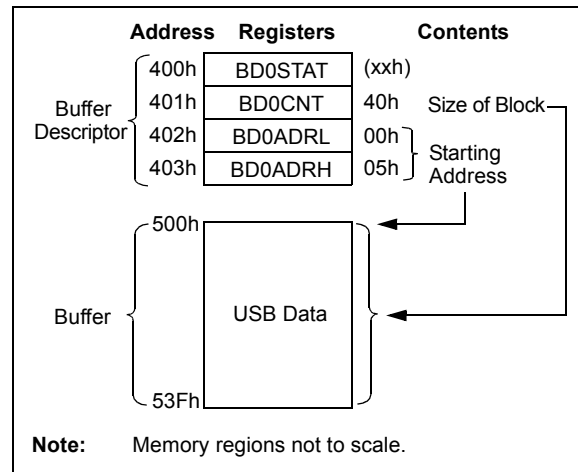 Address Registers Contents
400h BD0STAT (xxh)
401h BD0CNT 40h Size of Block
Buffer
Descriptor
402h BD0ADRL 00h
403h BD0ADRH 05h
Starting
Address
500h
Buffer USB Data
53Fh
Note: Memory regions not to scale.